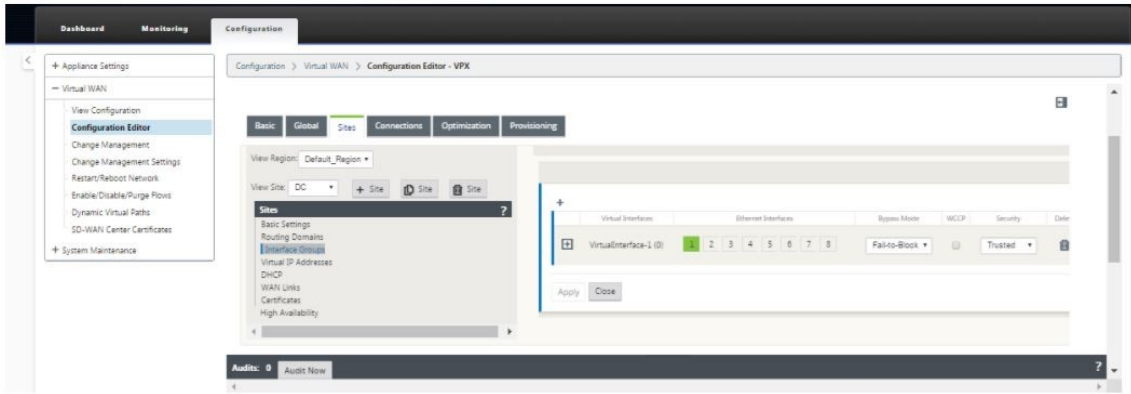 Dashboard Monitoring Configuration
+ Appliance Settings
− Virtual WAN
View Configuration
Configuration Editor
Change Management
Change Management Settings
Restart/Reboot Network
Enable/Disable/Purge Flows
Dynamic Virtual Paths
SD-WAN Center Certificates
+ System Maintenance
Configuration > Virtual WAN > Configuration Editor - VPX
Basic Global Sites Connections Optimization Provisioning
View Region: Default_Region
View Site: DC + Site Site Site
Sites ?
Basic Settings
Routing Domains
Interface Groups
Virtual IP Addresses
DHCP
WAN Links
Certificates
High Availability
+
Virtual Interfaces Ethernet Interfaces Bypass Mode WCCP Security Dele
+ VirtualInterface-1 (0) 1 2 3 4 5 6 7 8 Fail-to-Block Trusted
Apply Close
Audits: 0 Audit Now ?